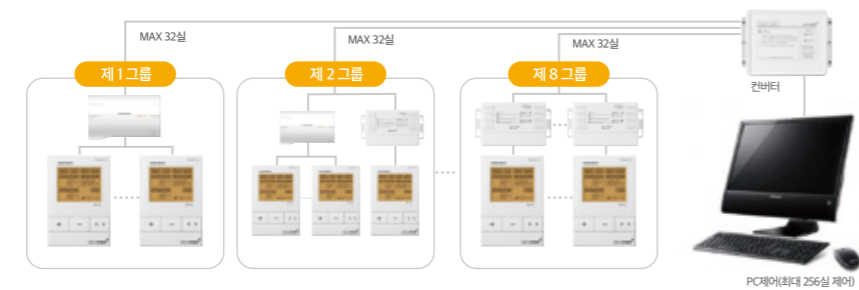 MAX 32실
MAX 32실
MAX 32실
제 1 그룹
제 2 그룹
제 8 그룹
컨버터
PC제어(최대 256실 제어)